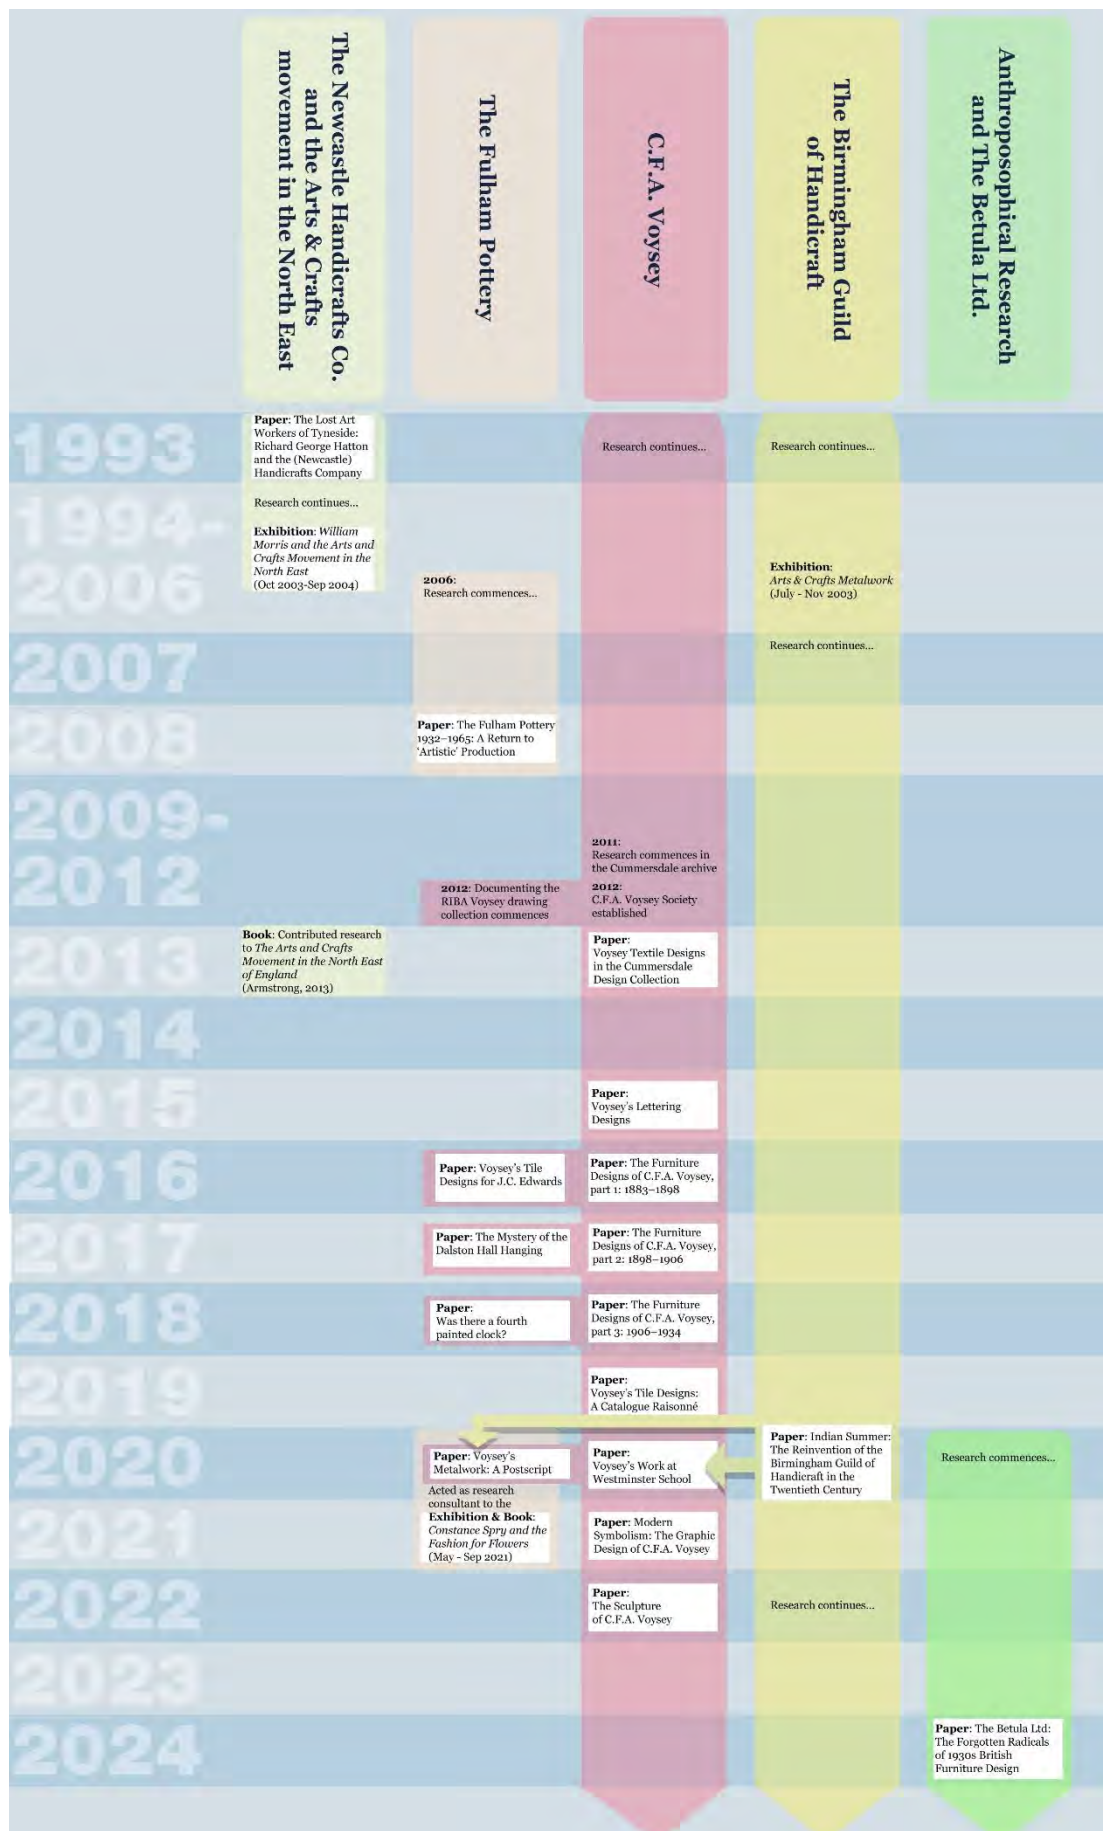 The Newcastle Handicrafts Co.
and the Arts & Crafts
movement in the North East
The Fulham Pottery
C.F.A. Voysey
The Birmingham Guild
of Handicraft
Anthroposophical Research
and The Betula Ltd.
1993
Paper: The Lost Art
Workers of Tyneside:
Richard George Hatton
and the (Newcastle)
Handicrafts Company
Research continues...
Research continues...
1994-
2006
Research continues...
Exhibition: William
Morris and the Arts and
Crafts Movement in the
North East
(Oct 2003-Sep 2004)
2006:
Research commences...
Exhibition:
Arts & Crafts Metalwork
(July - Nov 2003)
2007
Research continues...
2008
Paper: The Fulham Pottery
1932–1965: A Return to
'Artistic' Production
2009-
2012
2011:
Research commences in
the Cummersdale archive
2012: Documenting the
RIBA Voysey drawing
collection commences
2012:
C.F.A. Voysey Society
established
2013
Book: Contributed research
to The Arts and Crafts
Movement in the North East
of England
(Armstrong, 2013)
Paper:
Voysey Textile Designs
in the Cummersdale
Design Collection
2014
2015
Paper:
Voysey's Lettering
Designs
2016
Paper: Voysey's Tile
Designs for J.C. Edwards
Paper: The Furniture
Designs of C.F.A. Voysey,
part 1: 1883–1898
2017
Paper: The Mystery of the
Dalston Hall Hanging
Paper: The Furniture
Designs of C.F.A. Voysey,
part 2: 1898–1906
2018
Paper:
Was there a fourth
painted clock?
Paper: The Furniture
Designs of C.F.A. Voysey,
part 3: 1906–1934
2019
Paper:
Voysey's Tile Designs:
A Catalogue Raisonné
2020
Paper: Voysey's
Metalwork: A Postscript
Paper:
Voysey's Work at
Westminster School
Paper: Indian Summer:
The Reinvention of the
Birmingham Guild of
Handicraft in the
Twentieth Century
Research commences...
2021
Acted as research
consultant to the
Exhibition & Book:
Constance Spry and the
Fashion for Flowers
(May - Sep 2021)
Paper: Modern
Symbolism: The Graphic
Design of C.F.A. Voysey
2022
Paper:
The Sculpture
of C.F.A. Voysey
Research continues...
2023
2024
Paper: The Betula Ltd:
The Forgotten Radicals
of 1930s British
Furniture Design